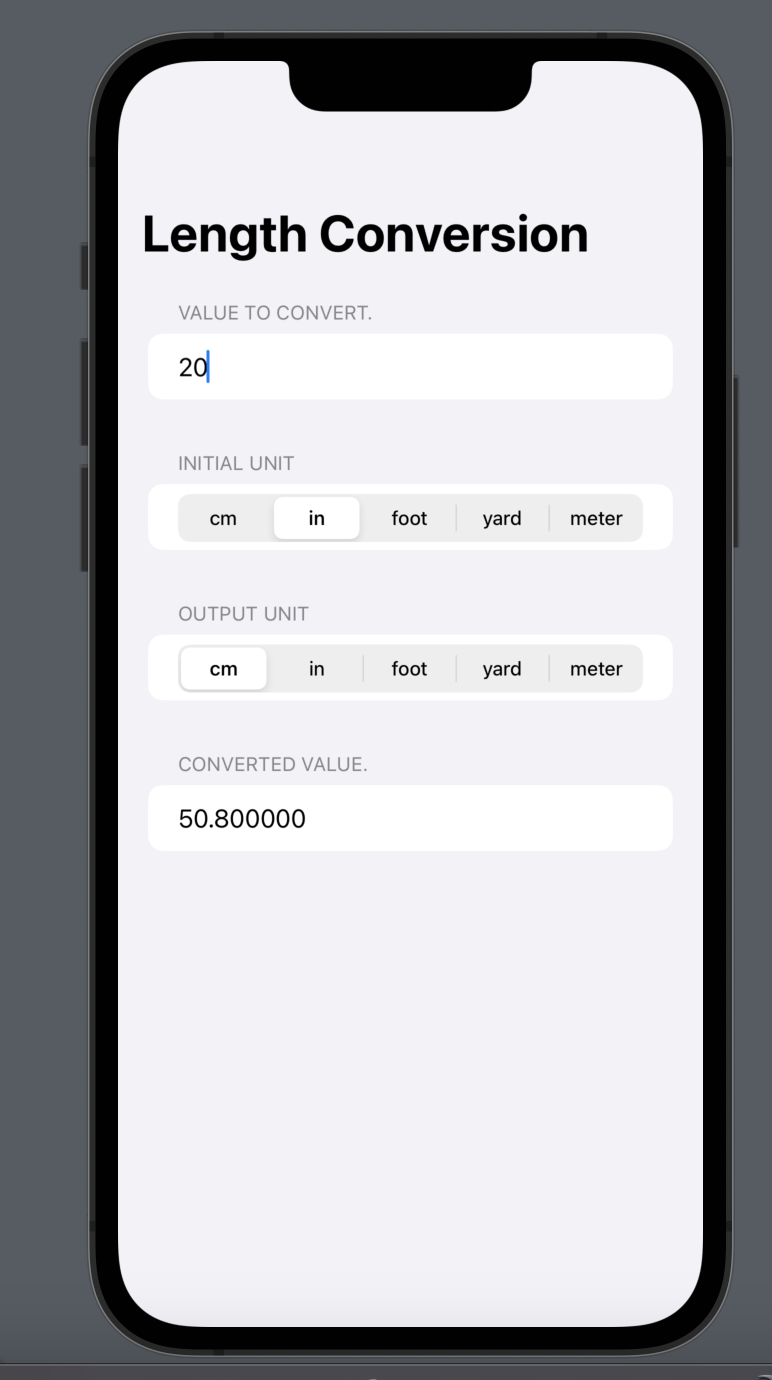 Length Conversion
VALUE TO CONVERT.
20
INITIAL UNIT
cm in foot yard meter
OUTPUT UNIT
cm in foot yard meter
CONVERTED VALUE.
50.800000